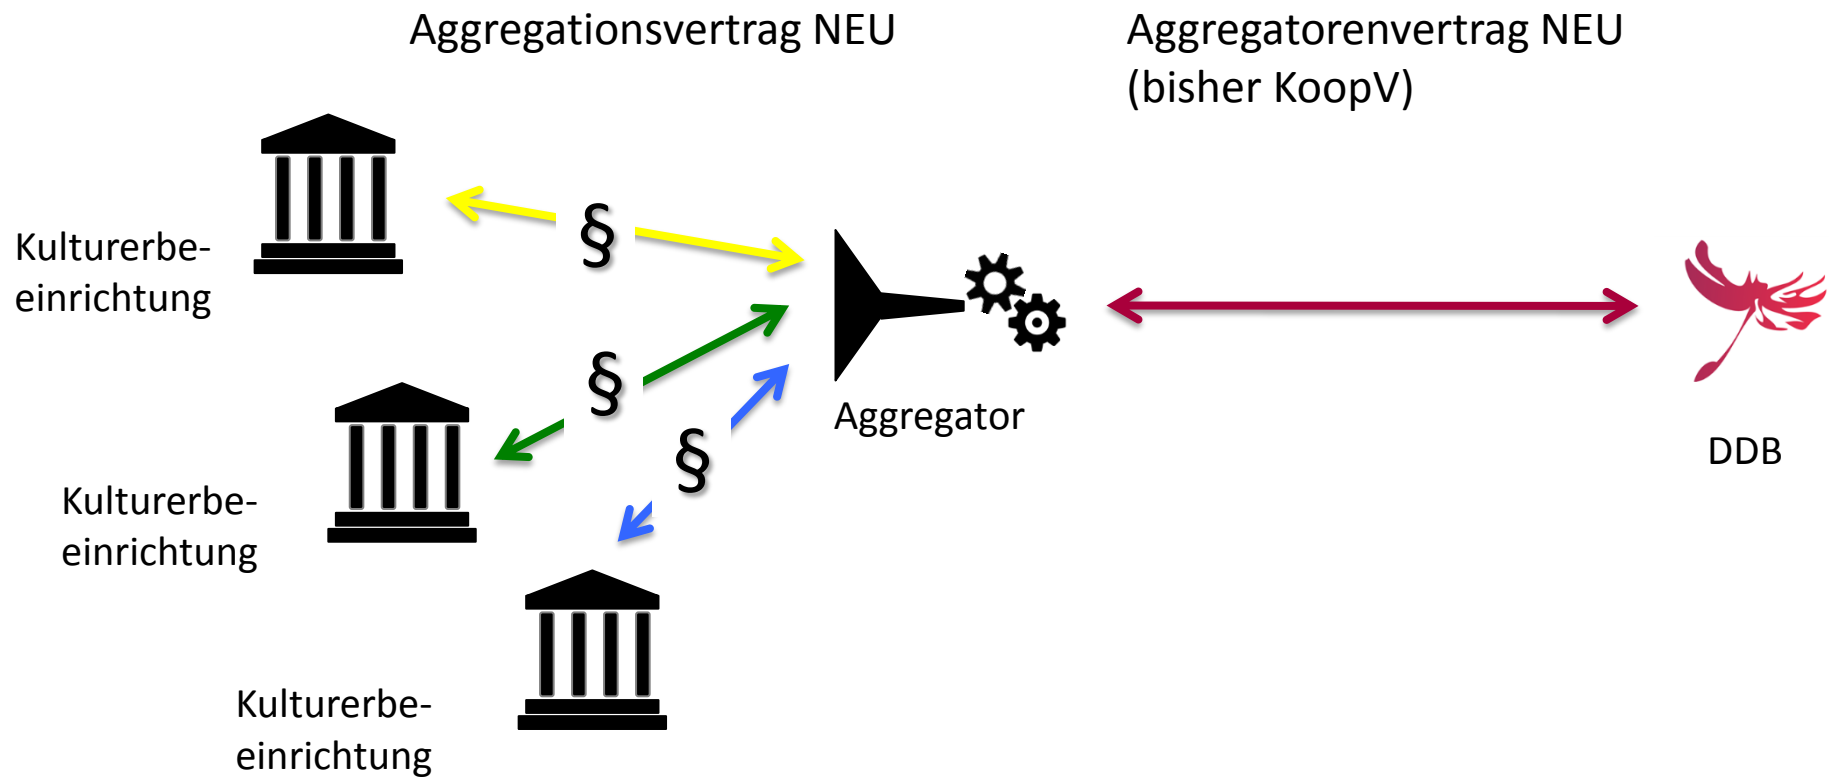 Aggregationsvertrag NEU
Aggregatorenvertrag NEU
(bisher KoopV)
§
Kulturerbe-
einrichtung
§
Aggregator
§
DDB
Kulturerbe-
einrichtung
Kulturerbe-
einrichtung